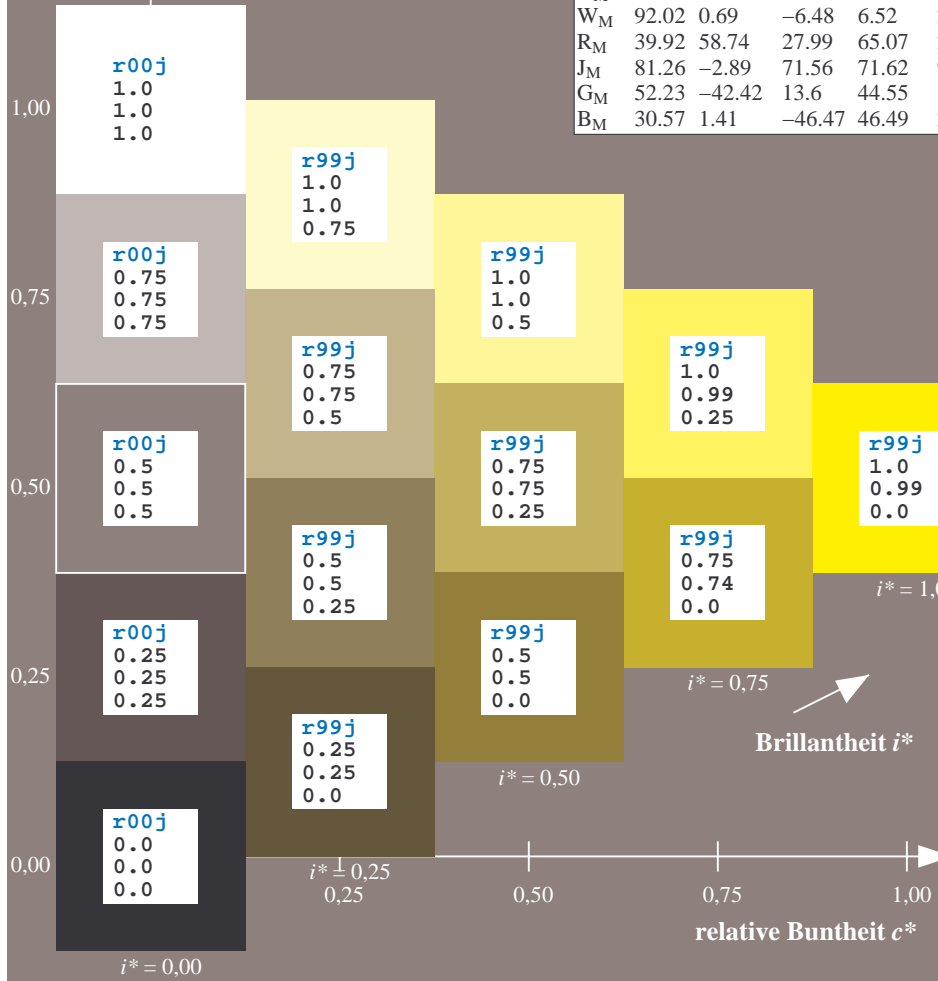 W_M 92.02 0.69 −6.48 6.52
R_M 39.92 58.74 27.99 65.07
J_M 81.26 −2.89 71.56 71.62
G_M 52.23 −42.42 13.6 44.55
B_M 30.57 1.41 −46.47 46.49
1,00
r00j
1.0
1.0
1.0
r99j
1.0
1.0
0.75
0,75
r00j
0.75
0.75
0.75
r99j
1.0
1.0
0.5
r99j
0.75
0.75
0.5
r99j
1.0
0.99
0.25
0,50
r00j
0.5
0.5
0.5
r99j
0.75
0.75
0.25
r99j
1.0
0.99
0.0
r99j
0.5
0.5
0.25
r99j
0.75
0.74
0.0
i* = 1,0
0,25
r00j
0.25
0.25
0.25
r99j
0.5
0.5
0.0
i* = 0,75
r99j
0.25
0.25
0.0
Brillantheit i*
i* = 0,50
0,00
r00j
0.0
0.0
0.0
i* = 0,25
0,25 0,50 0,75 1,00
relative Buntheit c*
i* = 0,00